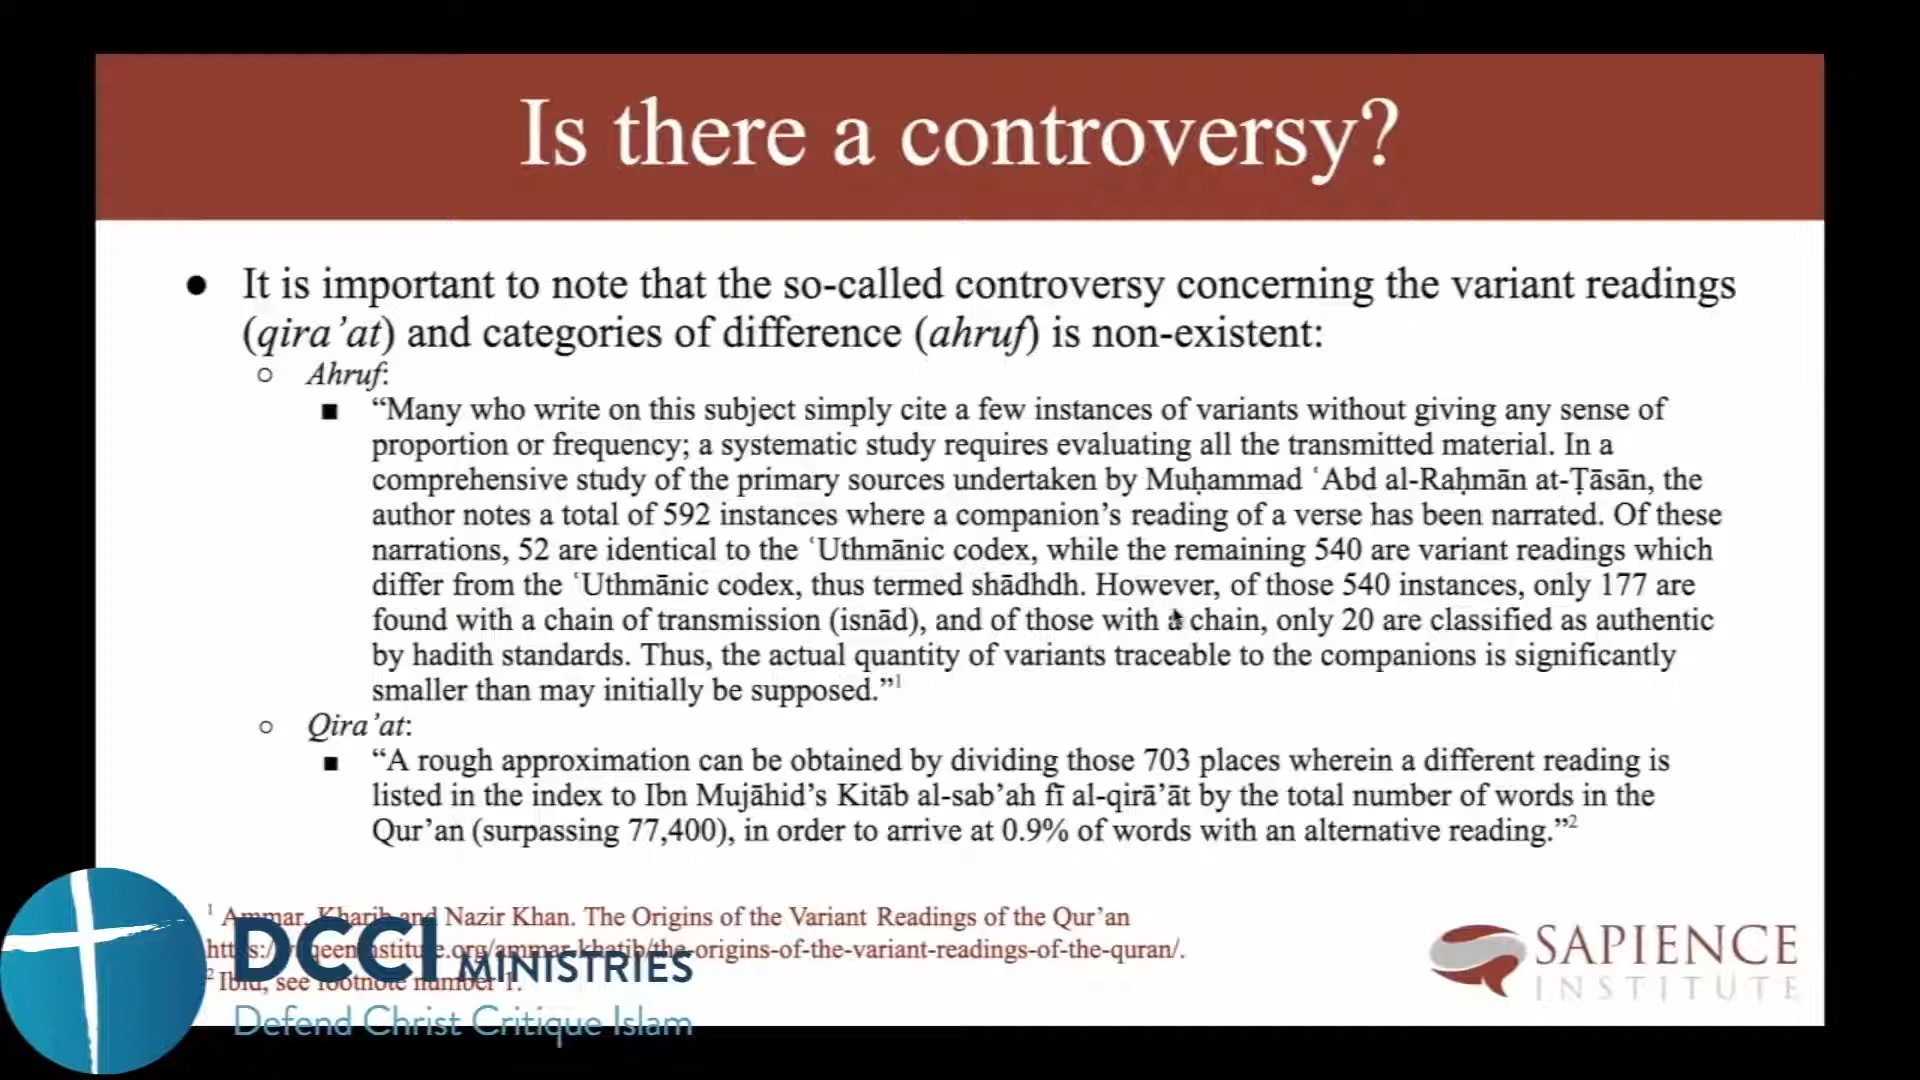 Is there a controversy?
● It is important to note that the so-called controversy concerning the variant readings
(qira’at) and categories of difference (ahruf) is non-existent:
○ Ahruf:
■ “Many who write on this subject simply cite a few instances of variants without giving any sense of
proportion or frequency; a systematic study requires evaluating all the transmitted material. In a
comprehensive study of the primary sources undertaken by Muḥammad ʿAbd al-Raḥmān at-Ṭāsān, the
author notes a total of 592 instances where a companion’s reading of a verse has been narrated. Of these
narrations, 52 are identical to the ʿUthmānic codex, while the remaining 540 are variant readings which
differ from the ʿUthmānic codex, thus termed shādhdh. However, of those 540 instances, only 177 are
found with a chain of transmission (isnād), and of those with a chain, only 20 are classified as authentic
by hadith standards. Thus, the actual quantity of variants traceable to the companions is significantly
smaller than may initially be supposed.”1
○ Qira’at:
■ “A rough approximation can be obtained by dividing those 703 places wherein a different reading is
listed in the index to Ibn Mujāhid’s Kitāb al-sab’ah fī al-qirā’āt by the total number of words in the
Qur’an (surpassing 77,400), in order to arrive at 0.9% of words with an alternative reading.”2
1 Ammar, Kharib and Nazir Khan. The Origins of the Variant Readings of the Qur’an
/ammar-khatib/the-origins-of-the-variant-readings-of-the-quran/.
2 Ibid, see footnote number 1.
DCCI MINISTRIES
Defend Christ Critique Islam
SAPIENCE
INSTITUTE